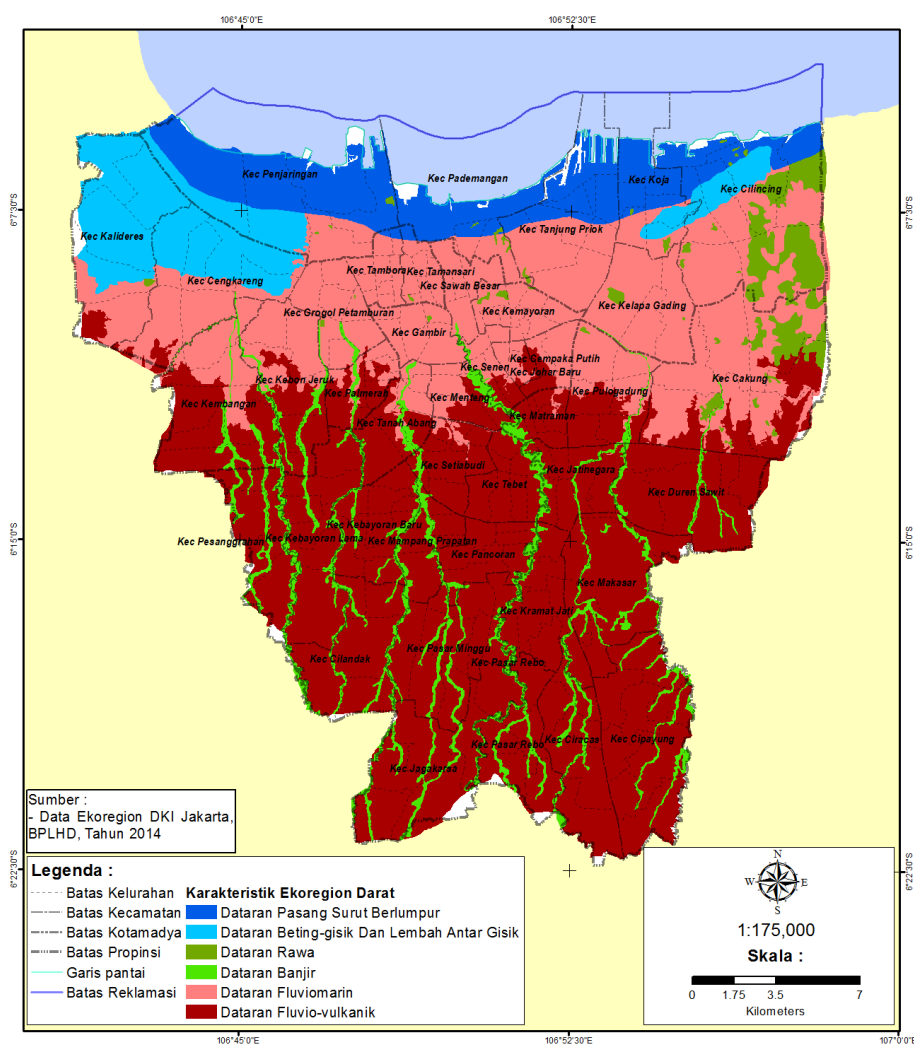 106°45'0"E
106°52'30"E
6°7'30"S
6°7'30"S
Kec Penjaringan
Kec Pademangan
Kec Koja
Kec Cilincing
Kec Kalideres
Kec Tanjung Priok
Kec Cengkareng
Kec Tambora
Kec Tamansari
Kec Sawah Besar
Kec Grogol Petamburan
Kec Kemayoran
Kec Kelapa Gading
Kec Gambir
Kec Cempaka Putih
Kec Senen
Kec Johar Baru
Kec Kebon Jeruk
Kec Palmerah
Kec Menteng
Kec Pulogadung
Kec Cakung
Kec Kembangan
Kec Tanah Abang
Kec Matraman
Kec Setiabudi
Kec Jatinegara
Kec Tebet
Kec Duren Sawit
Kec Kebayoran Baru
Kec Pesanggrahan
Kec Kebayoran Lama
Kec Mampang Prapatan
Kec Pancoran
6°15'0"S
6°15'0"S
Kec Makasar
Kec Kramat Jati
Kec Cilandak
Kec Pasar Minggu
Kec Pasar Rebo
Kec Pasar Rebo
Kec Ciracas
Kec Cipayung
Kec Jagakarsa
Sumber :
- Data Ekoregion DKI Jakarta,
BPLHD, Tahun 2014
6°22'30"S
6°22'30"S
Legenda :
Batas Kelurahan
Batas Kecamatan
Batas Kotamadya
Batas Propinsi
Garis pantai
Batas Reklamasi
Karakteristik Ekoregion Darat
Dataran Pasang Surut Berlumpur
Dataran Beting-gisik Dan Lembah Antar Gisik
Dataran Rawa
Dataran Banjir
Dataran Fluviomarin
Dataran Fluvio-vulkanik
N
W
E
S
1:175,000
Skala :
0 1.75 3.5 7
Kilometers
106°45'0"E
106°52'30"E
107°0'0"E